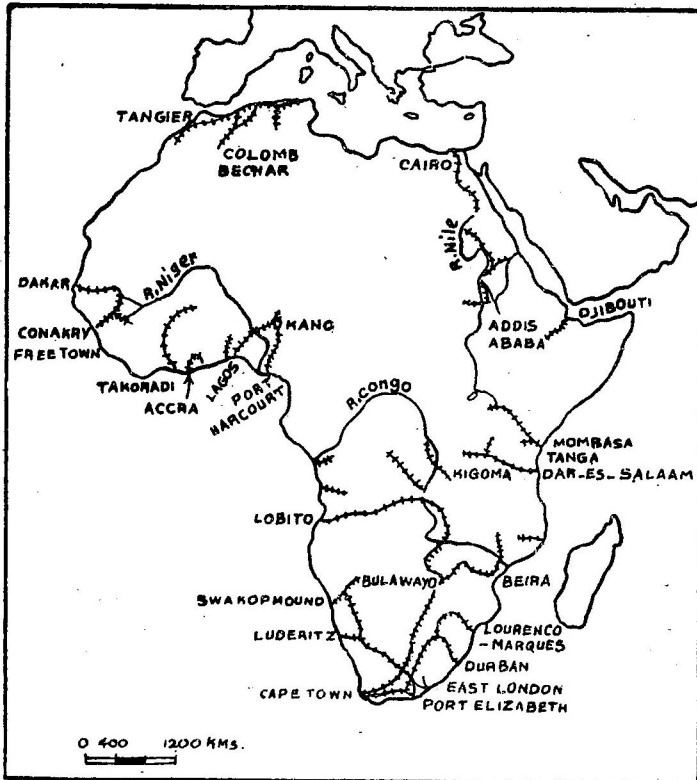 TANGIER
COLOMB
BECHAR
CAIRO
R.Nile
DAKAR
R.Niger
ADDIS
ABABA
DJIBOUTI
CONAKRY
FREETOWN
KANO
TAKORADI
ACCRA
LAGOS
PORT
HARCOURT
R.Congo
MOMBASA
TANGA
KIGOMA
DAR-ES-SALAAM
LOBITO
BULAWAYO
BEIRA
SWAKOPMOUND
LUDERITZ
LOURENCO
-MARQUES
DURBAN
CAPE TOWN
EAST LONDON
PORT ELIZABETH
0 400 1200 KMS.